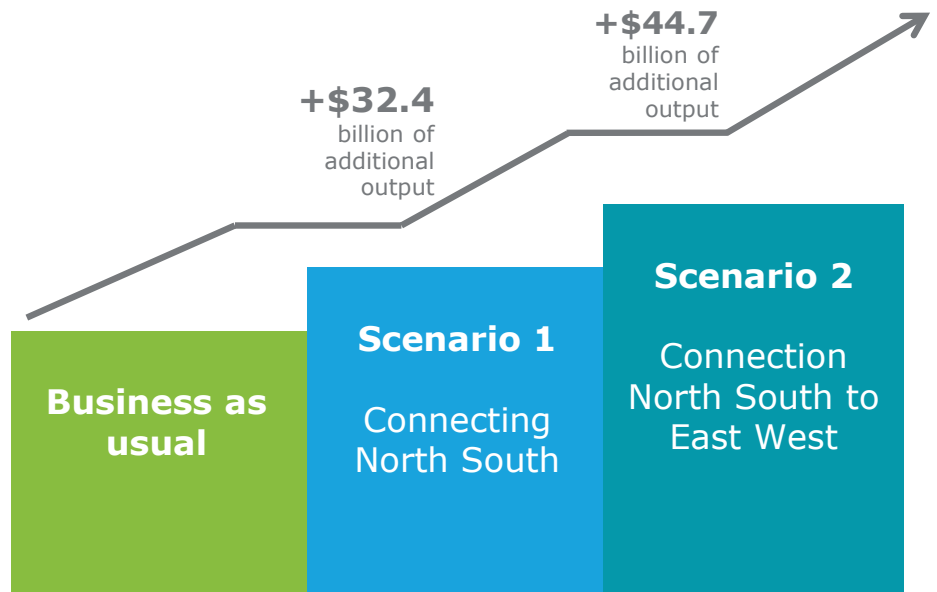 +$44.7
billion of
additional
output
+$32.4
billion of
additional
output
Business as
usual
Scenario 1
Connecting
North South
Scenario 2
Connection
North South to
East West